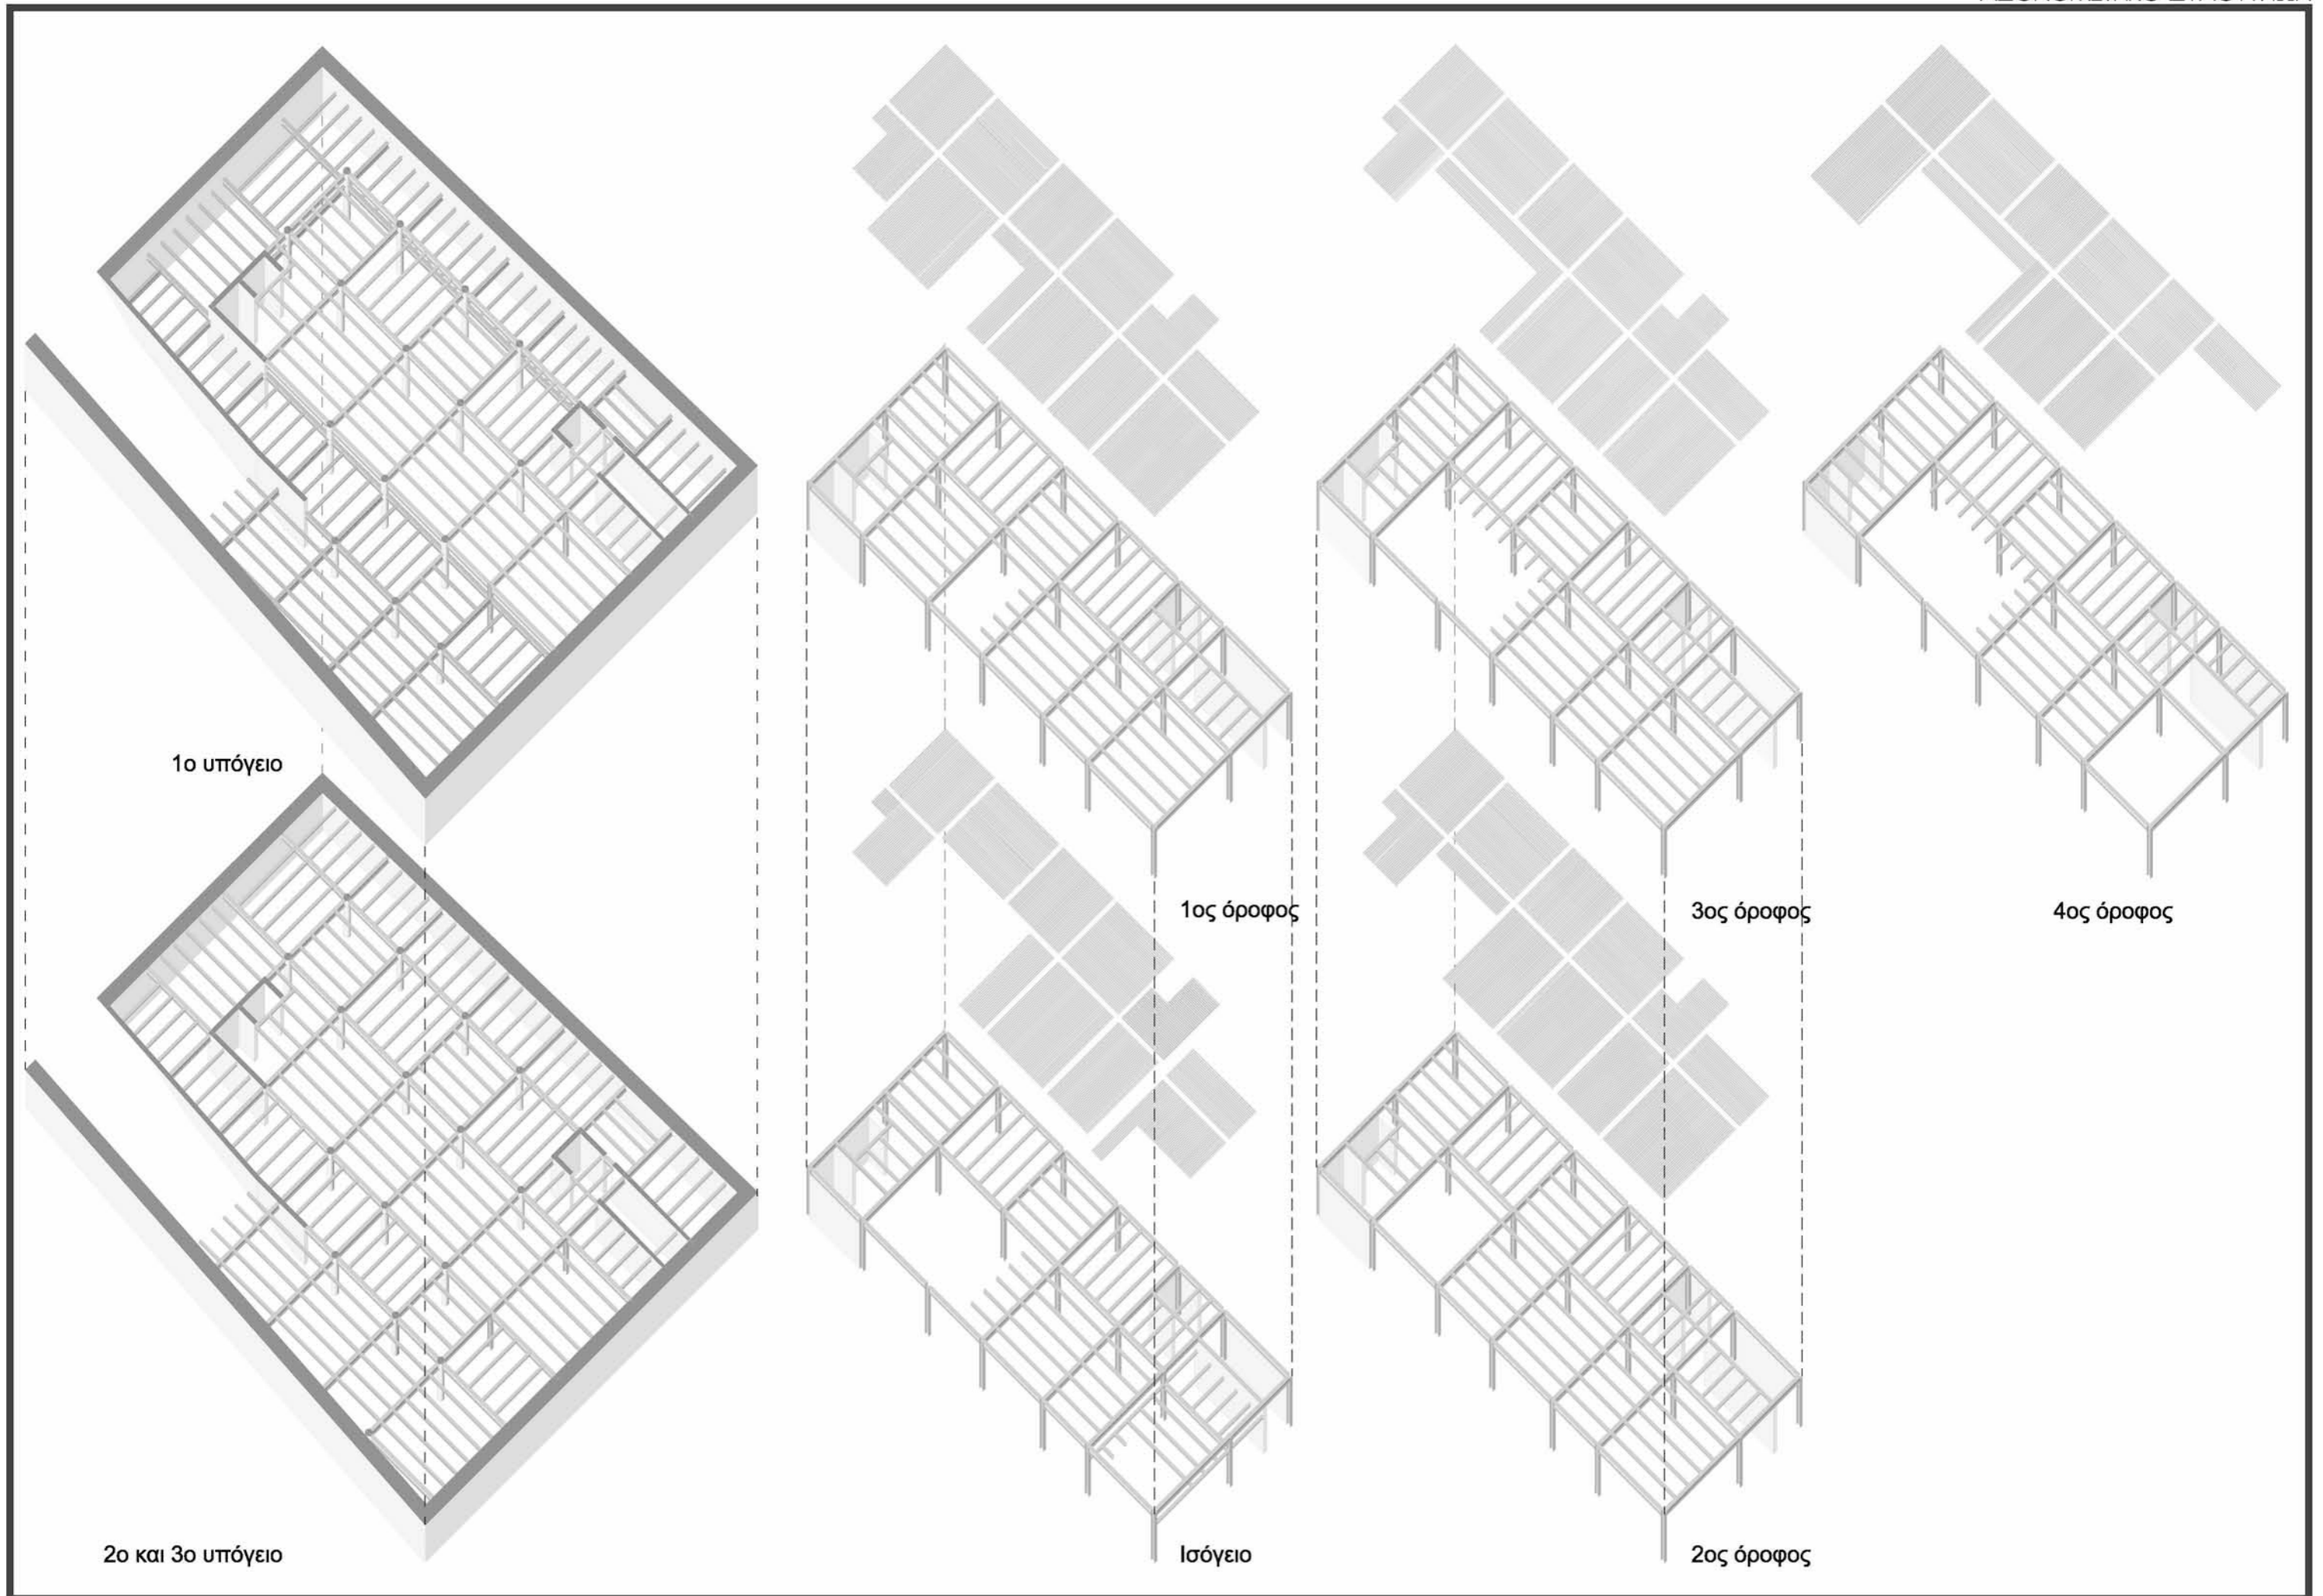 1ο υπόγειο
1ος όροφος
3ος όροφος
4ος όροφος
2ο και 3ο υπόγειο
Ισόγειο
2ος όροφος